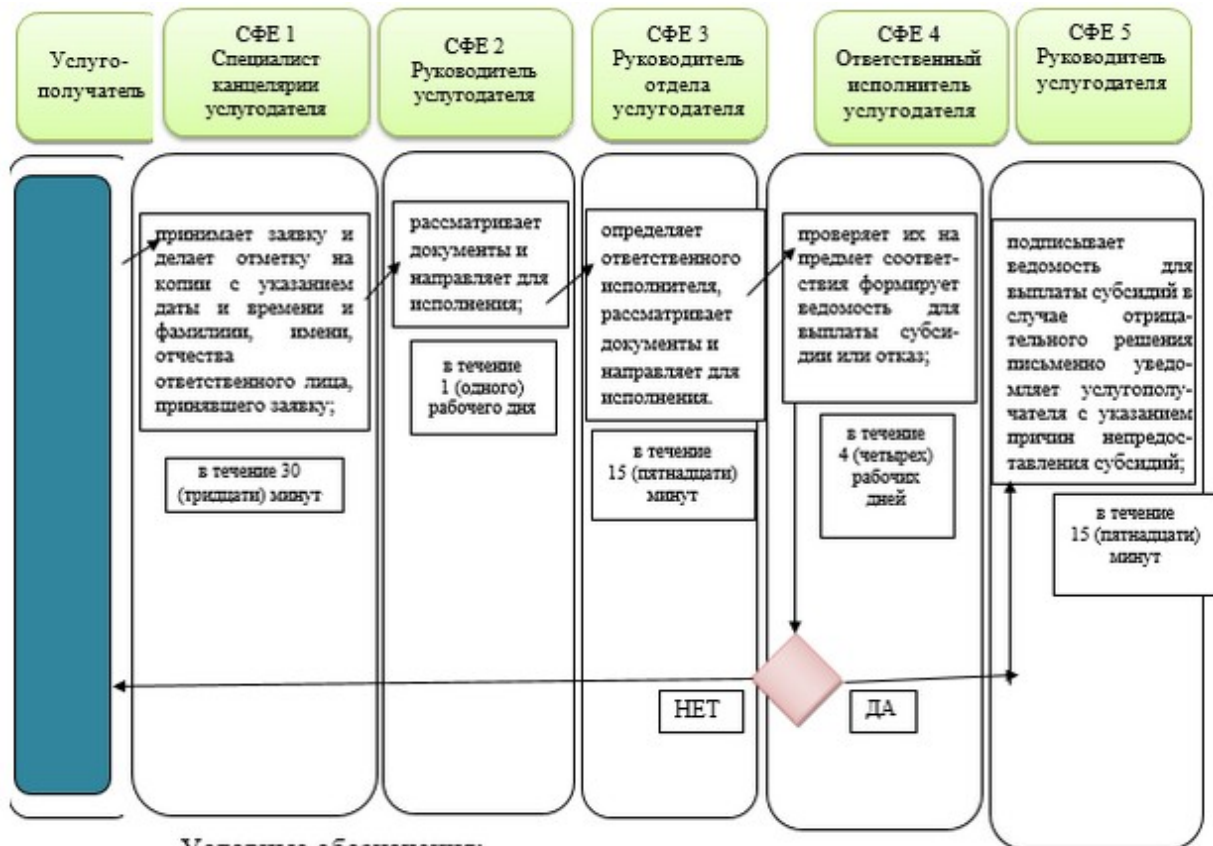 Услуго-
получатель
СФЕ 1
Специалист
канцелярии
услугодателя
СФЕ 2
Руководитель
услугодателя
СФЕ 3
Руководитель
отдела
услугодателя
СФЕ 4
Ответственный
исполнитель
услугодателя
СФЕ 5
Руководитель
услугодателя
принимает заявку и
делает отметку на
копии с указанием
даты и времени и
фамилиии, имени,
отчества
ответственного лица,
принявшего заявку;
в течение 30
(тридцати) минут
рассматривает
документы и
направляет для
исполнения;
в течение
1 (одного)
рабочего дня
определяет
ответственного
исполнителя,
рассматривает
документы и
направляет для
исполнения.
в течение
15 (пятнадцати)
минут
проверяет их на
предмет соответ-
ствия формирует
ведомость для
выплаты субси-
дии или отказ;
в течение
4 (четырех)
рабочих
дней
подписывает
ведомость для
выплаты субсидий в
случае отрица-
тельного решения
письменно уведо-
мляет услугополу-
чателя с указанием
причин непредос-
тавления субсидий;
в течение
15 (пятнадцати)
минут
НЕТ
ДА